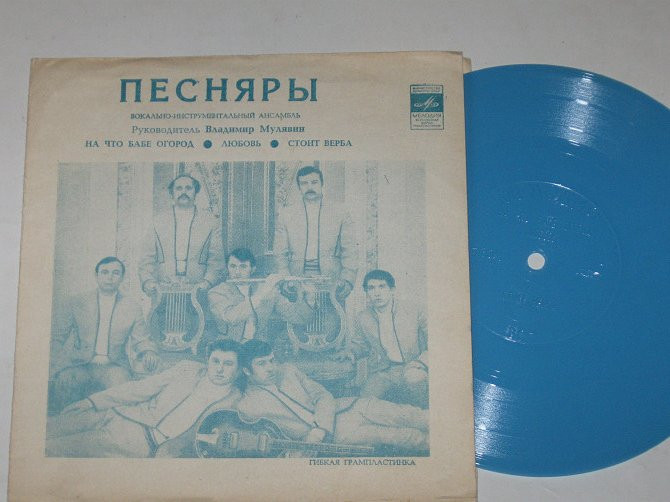 ПЕСНЯРЫ
ВОКАЛЬНО-ИНСТРУМЕНТАЛЬНЫЙ АНСАМБЛЬ
Руководитель Владимир Мулявин
НА ЧТО БАБЕ ОГОРОД ● ЛЮБОВЬ ● СТОИТ ВЕРБА
МЕЛОДИЯ
ГИБКАЯ ГРАМПЛАСТИНКА